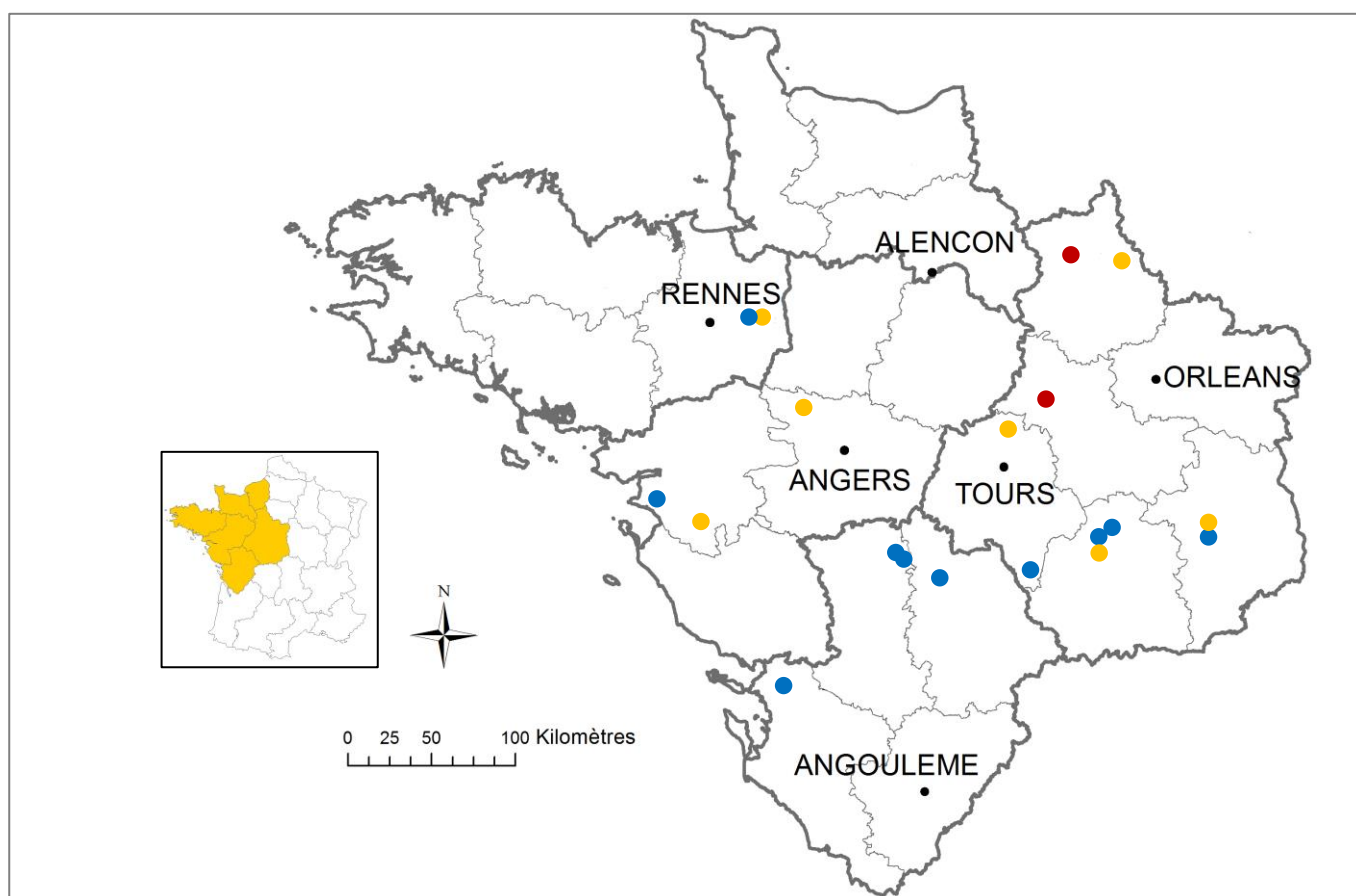 ALENCON
RENNES
ORLEANS
ANGERS
TOURS
N
0 25 50 100 Kilomètres
ANGOULEME